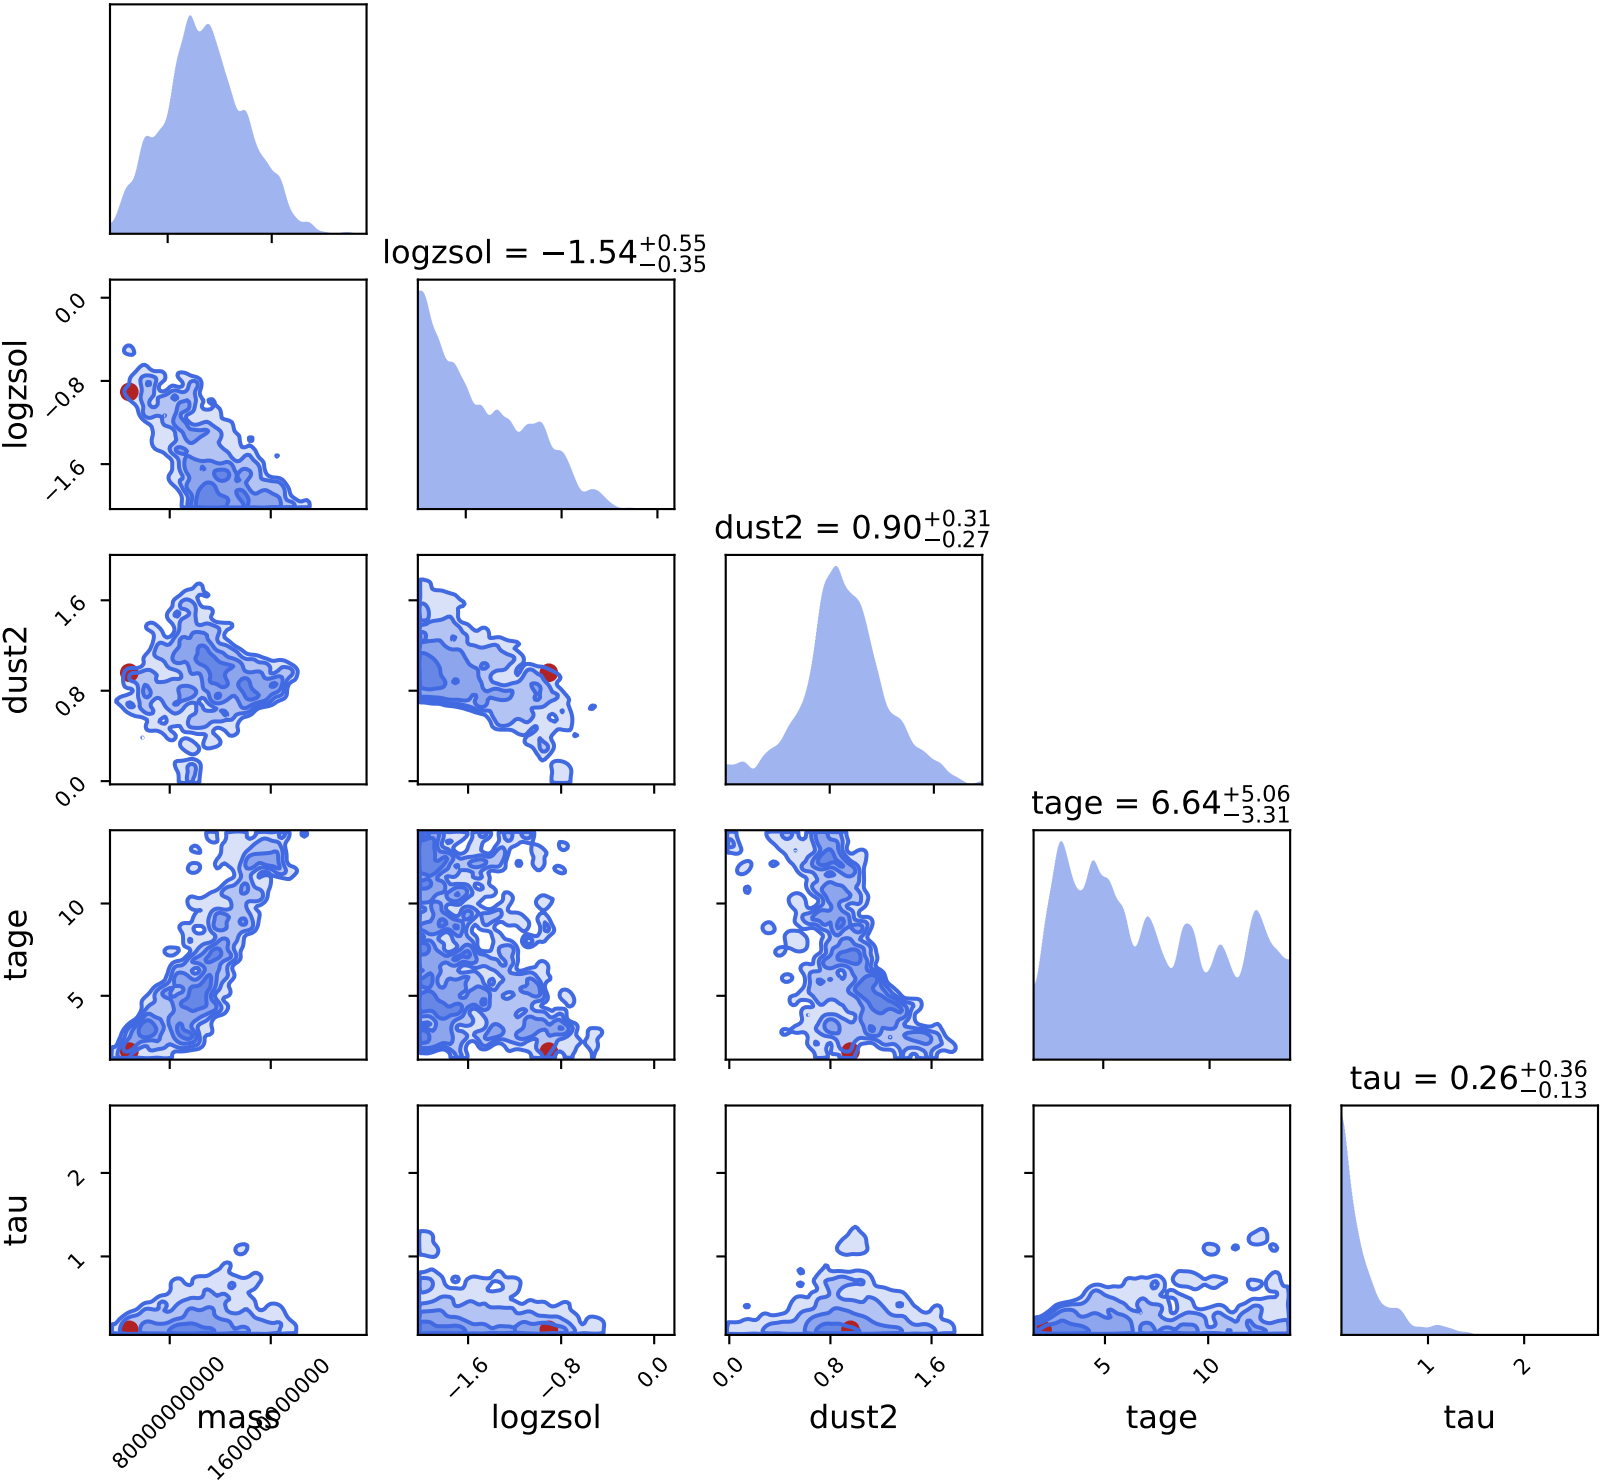 logzsol = −1.54+0.55−0.35
0.0
−0.8
−1.6
logzsol
dust2 = 0.90+0.31−0.27
1.6
0.8
0.0
dust2
tage = 6.64+5.06−3.31
10
5
tage
tau = 0.26+0.36−0.13
2
1
tau
80000000000 160000000000
−1.6 −0.8 0.0
0.0 0.8 1.6
5 10
1 2
mass logzsol dust2 tage tau